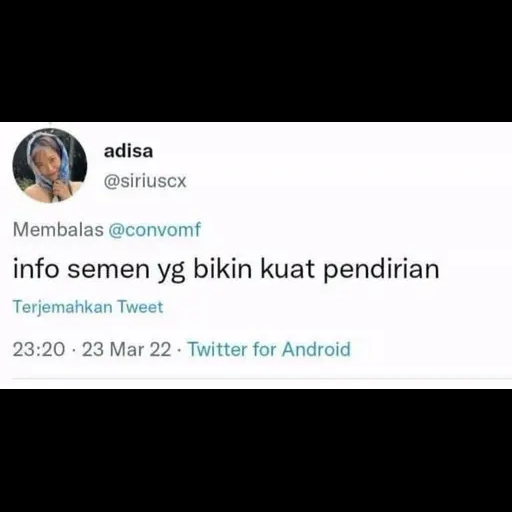 adisa
@siriuscx
Membalas @convomf
info semen yg bikin kuat pendirian
Terjemahkan Tweet
23:20 · 23 Mar 22 · Twitter for Android